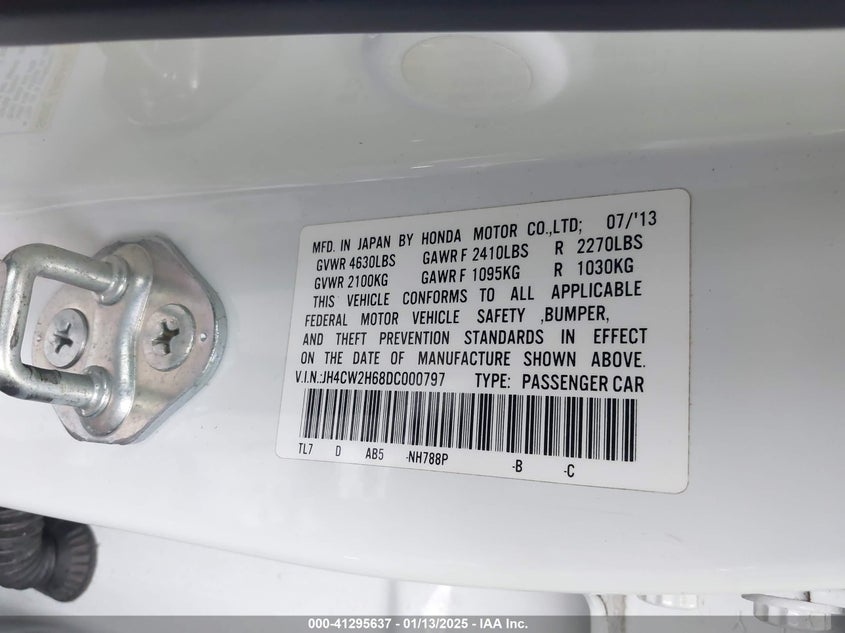 MFD. IN JAPAN BY HONDA MOTOR CO.,LTD; 07/'13
GVWR 4630LBS GAWR F 2410LBS R 2270LBS
GVWR 2100KG GAWR F 1095KG R 1030KG
THIS VEHICLE CONFORMS TO ALL APPLICABLE
FEDERAL MOTOR VEHICLE SAFETY ,BUMPER,
AND THEFT PREVENTION STANDARDS IN EFFECT
ON THE DATE OF MANUFACTURE SHOWN ABOVE.
V.I.N.:JH4CW2H68DC000797 TYPE: PASSENGER CAR
TL7 D AB5 -NH788P -B -C
000-41295637 - 01/13/2025 - IAA Inc.